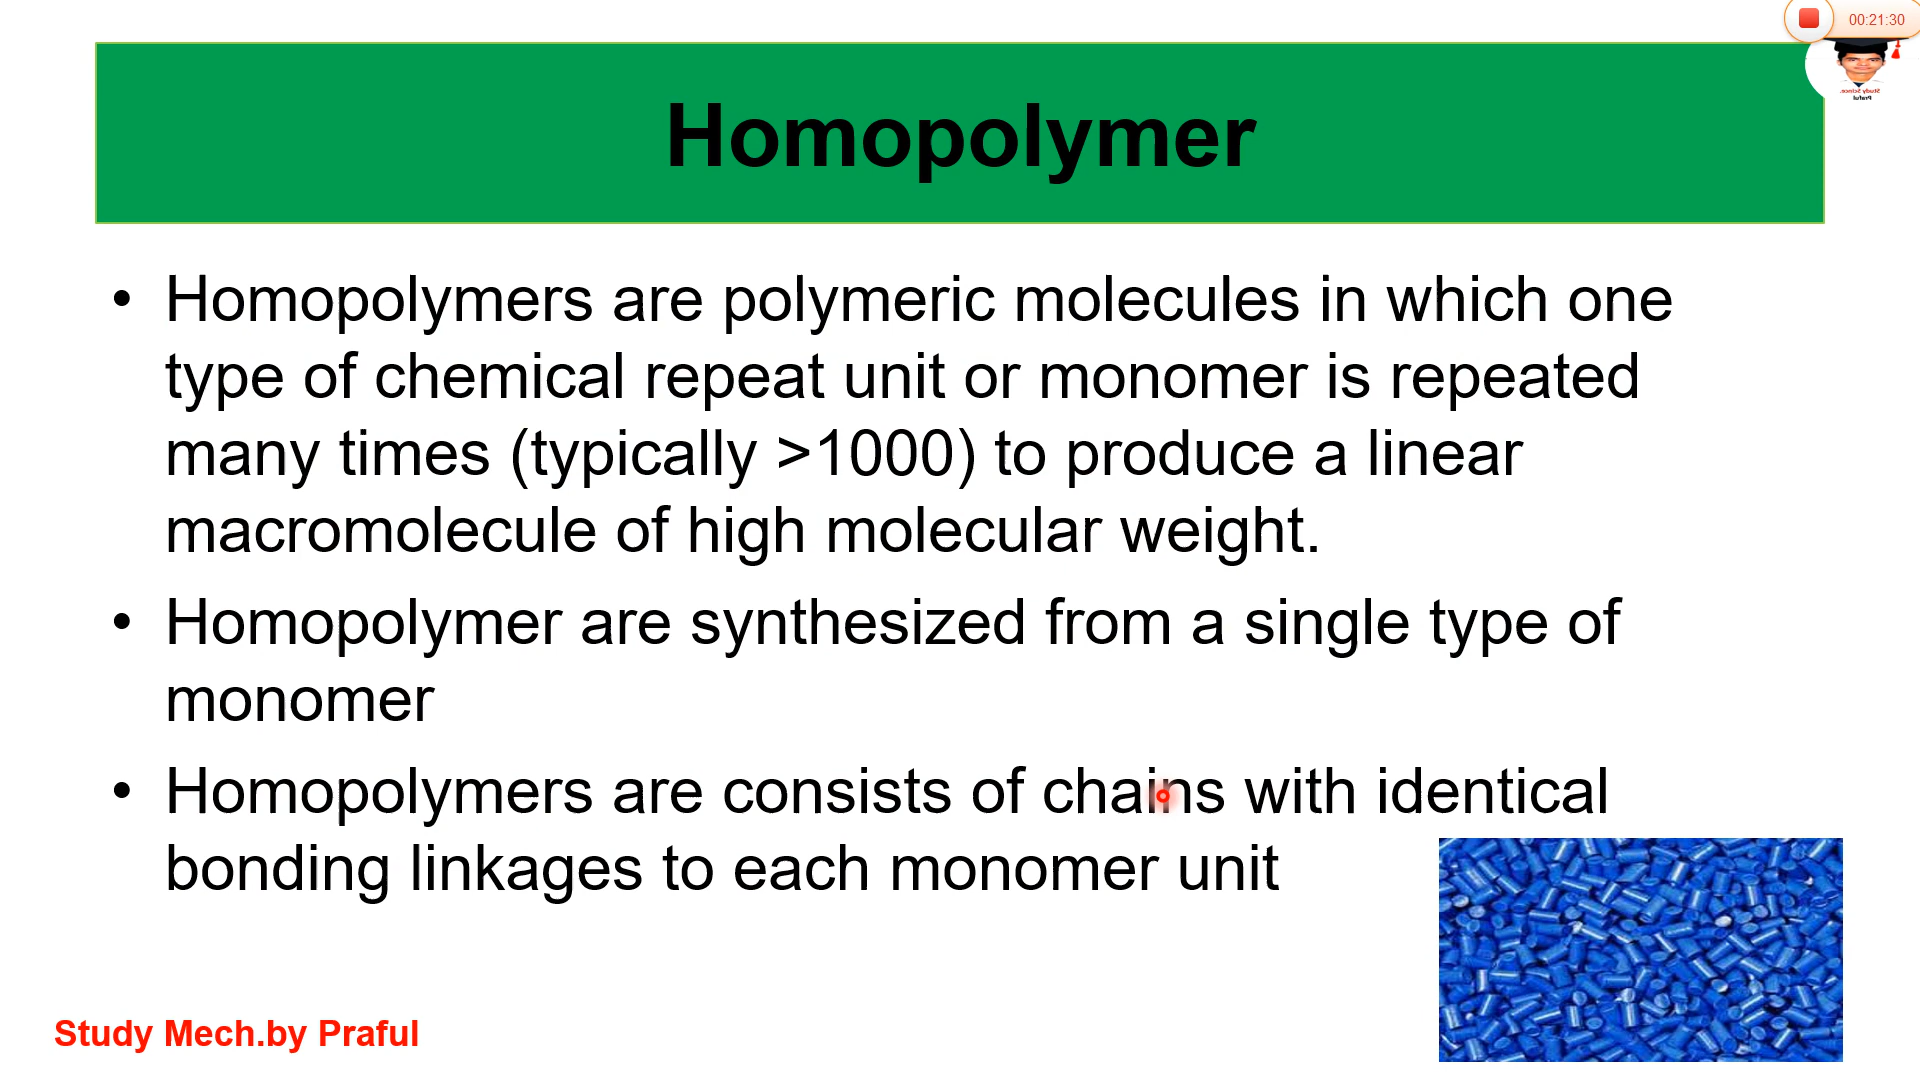 00:21:30
Study Scince.
Praful
Homopolymer
• Homopolymers are polymeric molecules in which one
type of chemical repeat unit or monomer is repeated
many times (typically >1000) to produce a linear
macromolecule of high molecular weight.
• Homopolymer are synthesized from a single type of
monomer
• Homopolymers are consists of chains with identical
bonding linkages to each monomer unit
Study Mech.by Praful